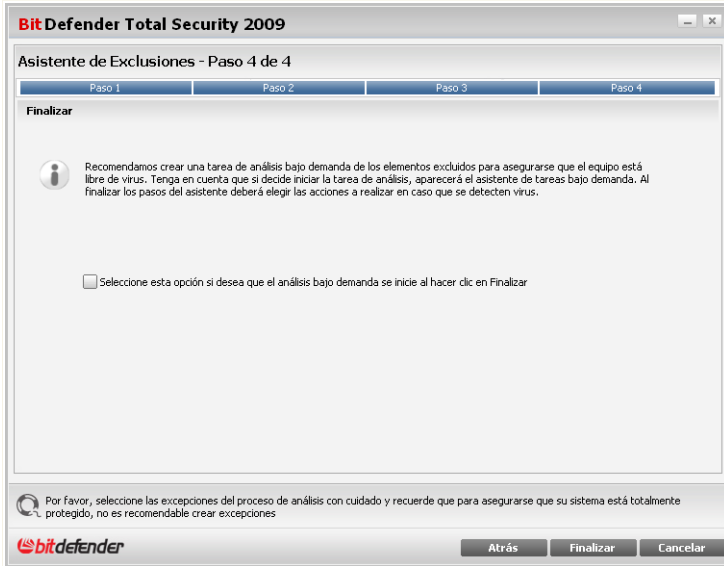 BitDefender Total Security 2009
Asistente de Exclusiones - Paso 4 de 4
Paso 1 Paso 2 Paso 3 Paso 4
Finalizar
Recomendamos crear una tarea de análisis bajo demanda de los elementos excluidos para asegurarse que el equipo está
libre de virus. Tenga en cuenta que si decide iniciar la tarea de análisis, aparecerá el asistente de tareas bajo demanda. Al
finalizar los pasos del asistente deberá elegir las acciones a realizar en caso que se detecten virus.
Seleccione esta opción si desea que el análisis bajo demanda se inicie al hacer clic en Finalizar
Por favor, seleccione las excepciones del proceso de análisis con cuidado y recuerde que para asegurarse que su sistema está totalmente
protegido, no es recomendable crear excepciones
bitdefender
Atrás Finalizar Cancelar